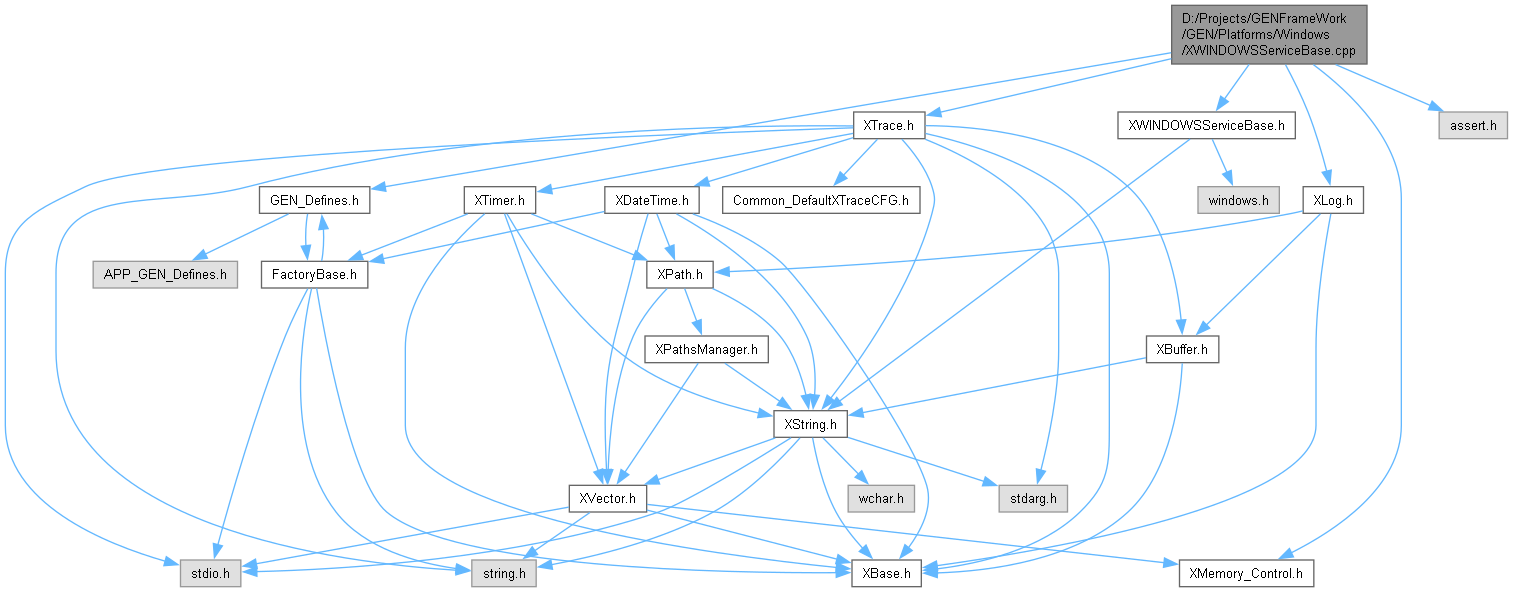 D:/Projects/GENFrameWork
/GEN/Platforms/Windows
/XWINDOWSServiceBase.cpp
XTrace.h
XWINDOWSServiceBase.h
assert.h
GEN_Defines.h
XTimer.h
XDateTime.h
Common_DefaultXTraceCFG.h
windows.h
XLog.h
APP_GEN_Defines.h
FactoryBase.h
XPath.h
XPathsManager.h
XBuffer.h
XString.h
XVector.h
wchar.h
stdarg.h
stdio.h
string.h
XBase.h
XMemory_Control.h